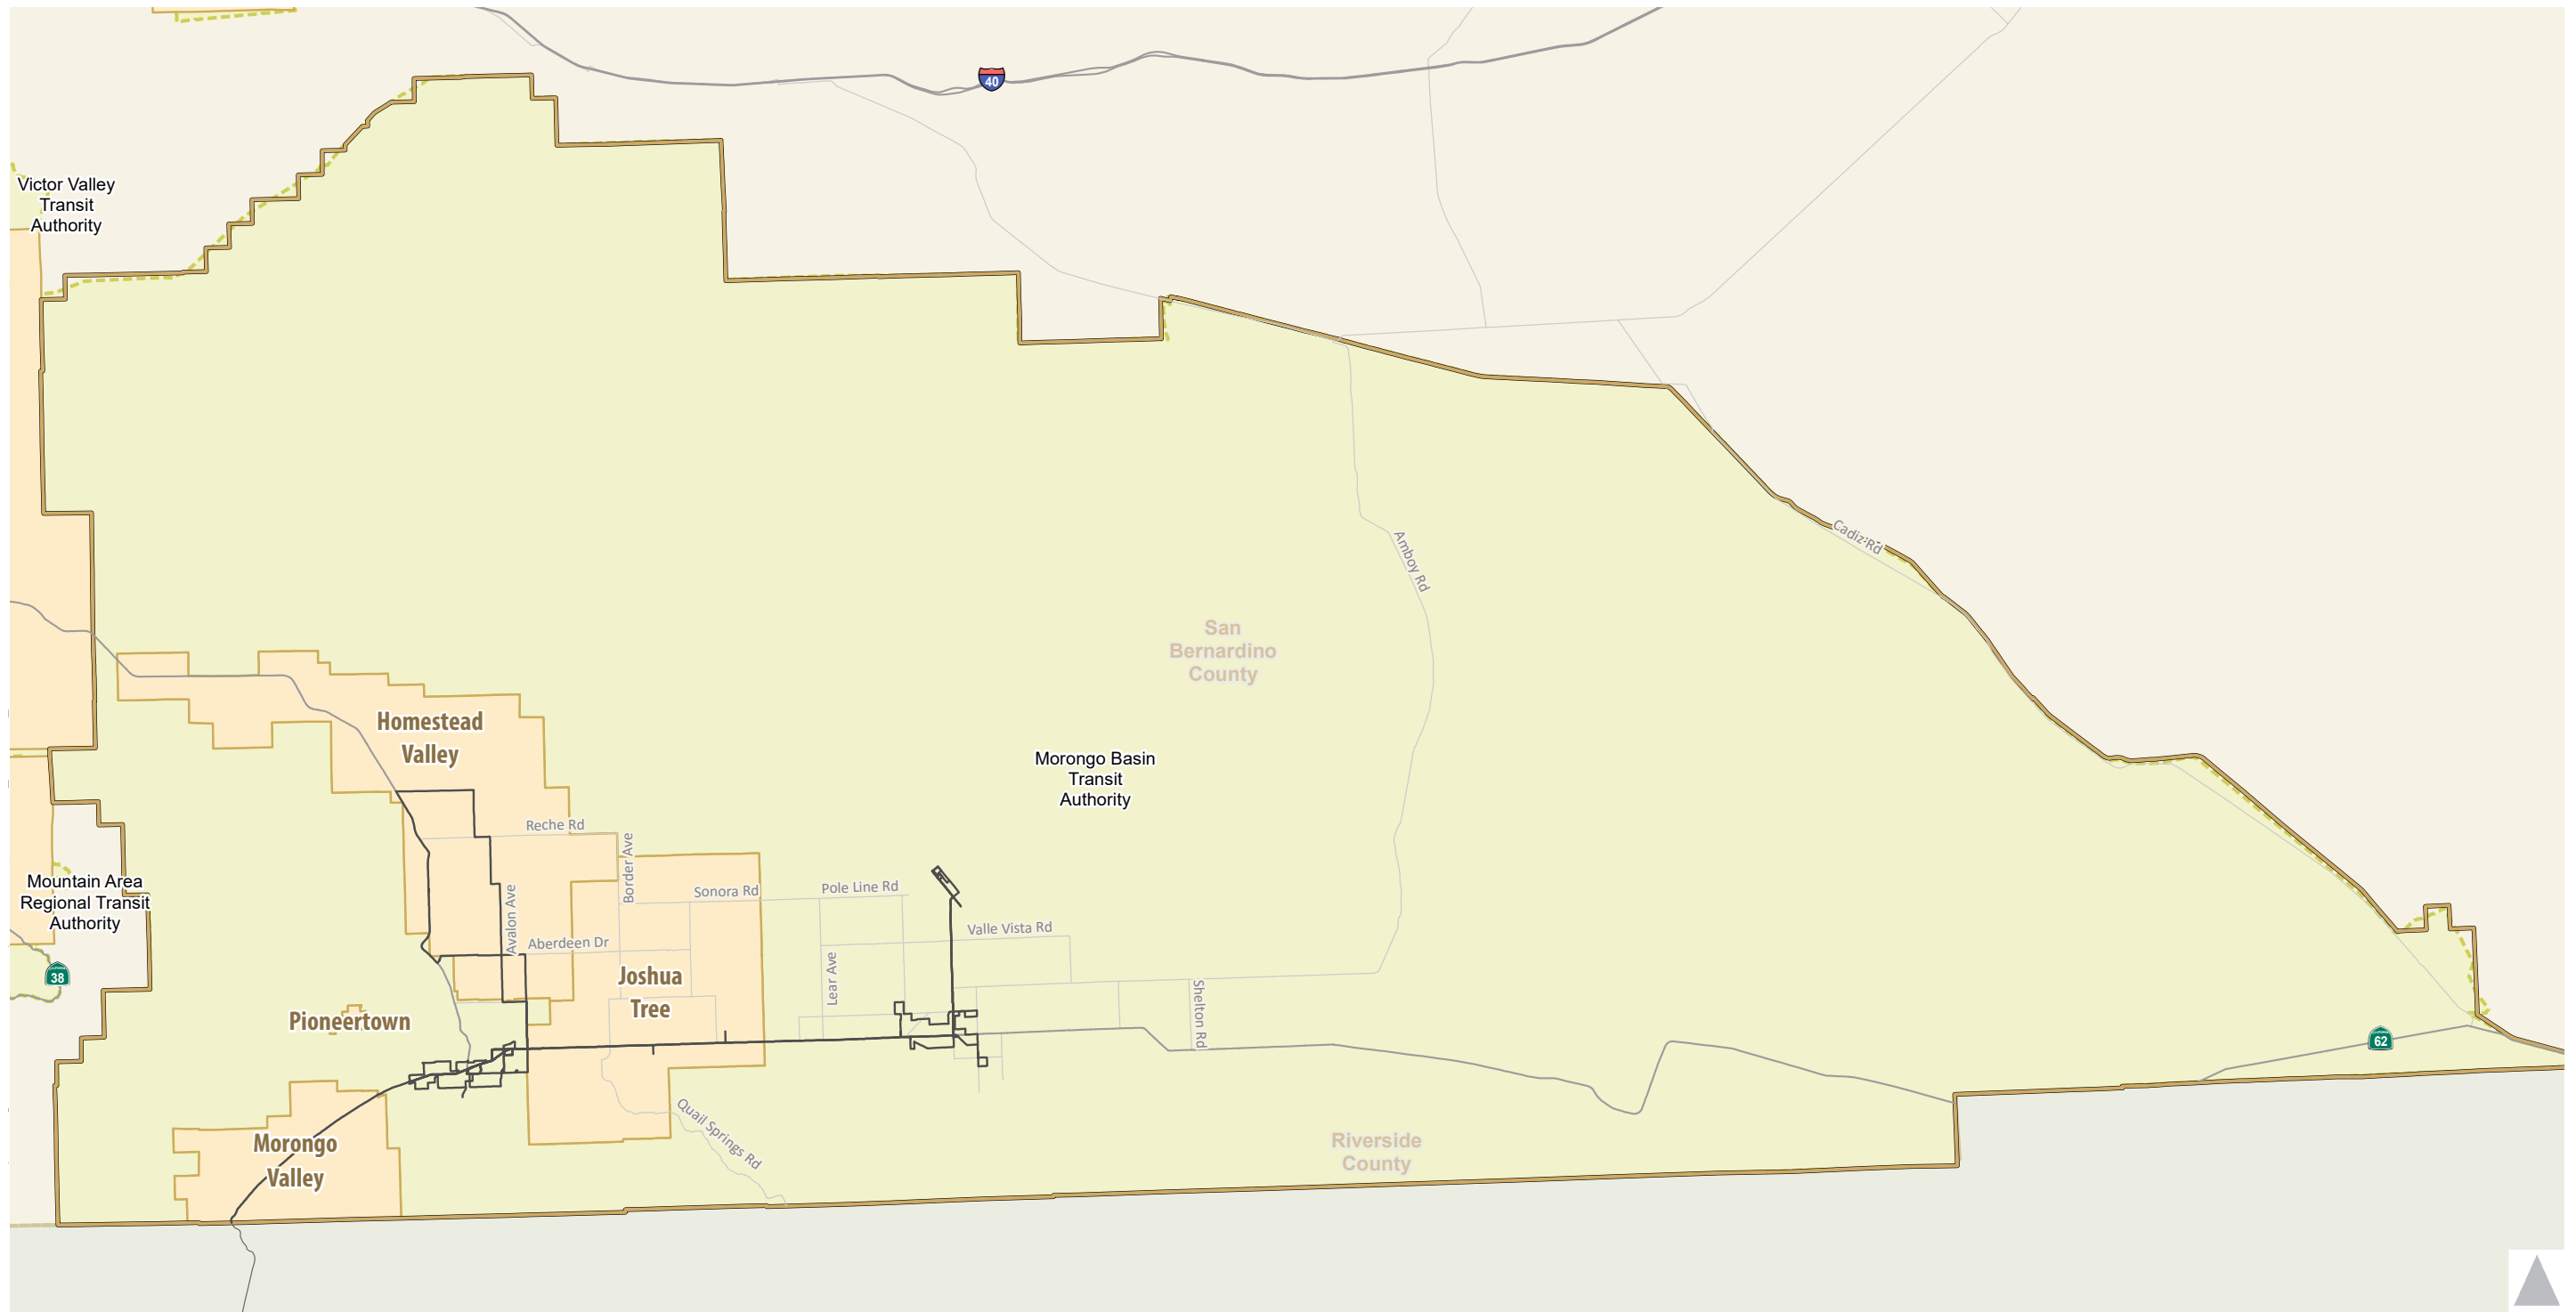 40
Victor Valley
Transit
Authority
Cadiz Rd
Amboy Rd
San
Bernardino
County
Homestead
Valley
Morongo Basin
Transit
Authority
Reche Rd
Border Ave
Mountain Area
Regional Transit
Authority
Sonora Rd
Pole Line Rd
Avalon Ave
Valle Vista Rd
Aberdeen Dr
38
Joshua
Tree
Lear Ave
Shelton Rd
Pioneertown
62
Quail Springs Rd
Morongo
Valley
Riverside
County